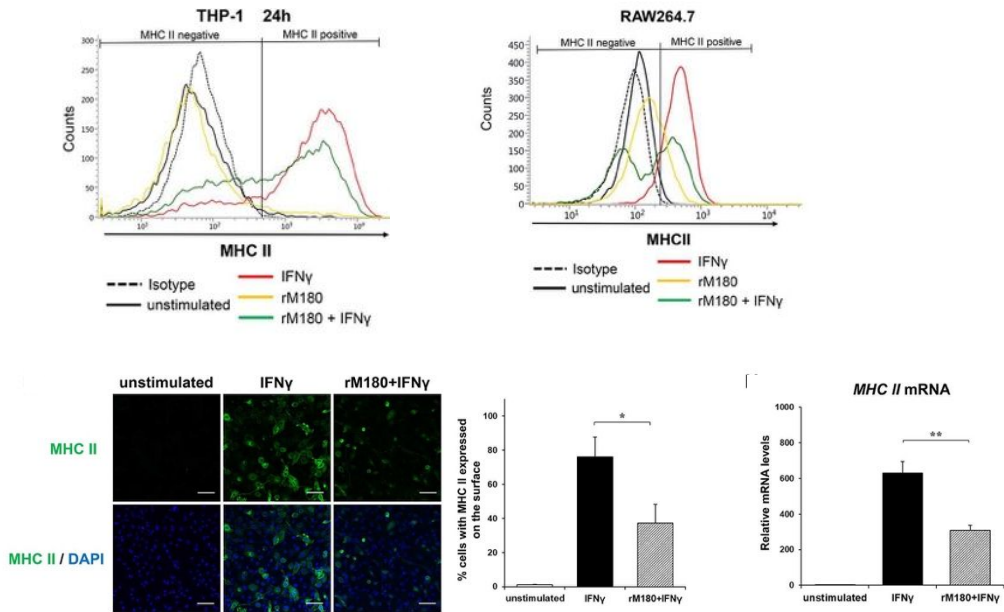 THP-1 24h
MHC II negative MHC II positive
300
250
200
150
100
50
0
Counts
MHC II
Isotype
unstimulated
IFNγ
rM180
rM180 + IFNγ
RAW264.7
MHC II negative MHC II positive
450
400
350
300
250
200
150
100
50
0
Counts
10¹ 10² 10³ 10⁴
MHCII
Isotype
unstimulated
IFNγ
rM180
rM180 + IFNγ
unstimulated IFNγ rM180+IFNγ
MHC II
MHC II / DAPI
% cells with MHC II expressed
on the surface
100
80
60
40
20
0
*
unstimulated IFNγ rM180+IFNγ
MHC II mRNA
Relative mRNA levels
1000
800
600
400
200
0
**
unstimulated IFNγ rM180+IFNγ